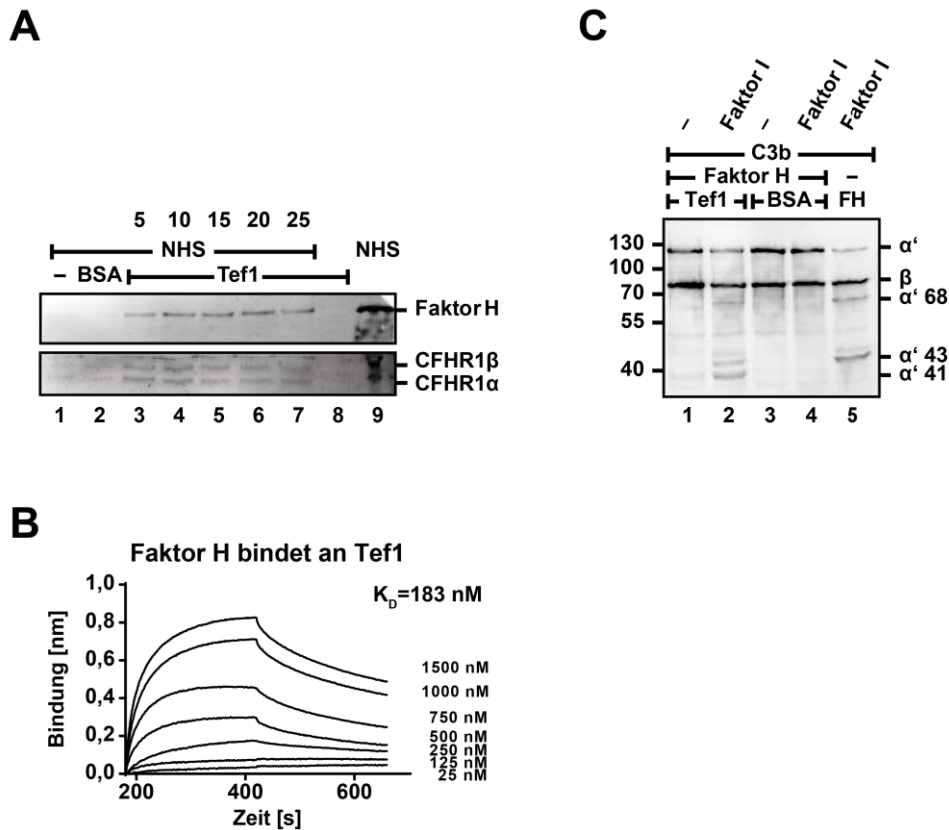 A
5 10 15 20 25
NHS NHS
– BSA Tef1
Faktor H
CFHR1β
CFHR1α
1 2 3 4 5 6 7 8 9
C
– Faktor I – Faktor I Faktor I
C3b
Faktor H –
Tef1 BSA FH
130 α‘
100 β
70 α‘ 68
55
α‘ 43
40 α‘ 41
1 2 3 4 5
B
Faktor H bindet an Tef1
K_D=183 nM
Bindung [nm]
1,0
0,8
0,6
0,4
0,2
0,0
1500 nM
1000 nM
750 nM
500 nM
250 nM
125 nM
25 nM
200 400 600
Zeit [s]